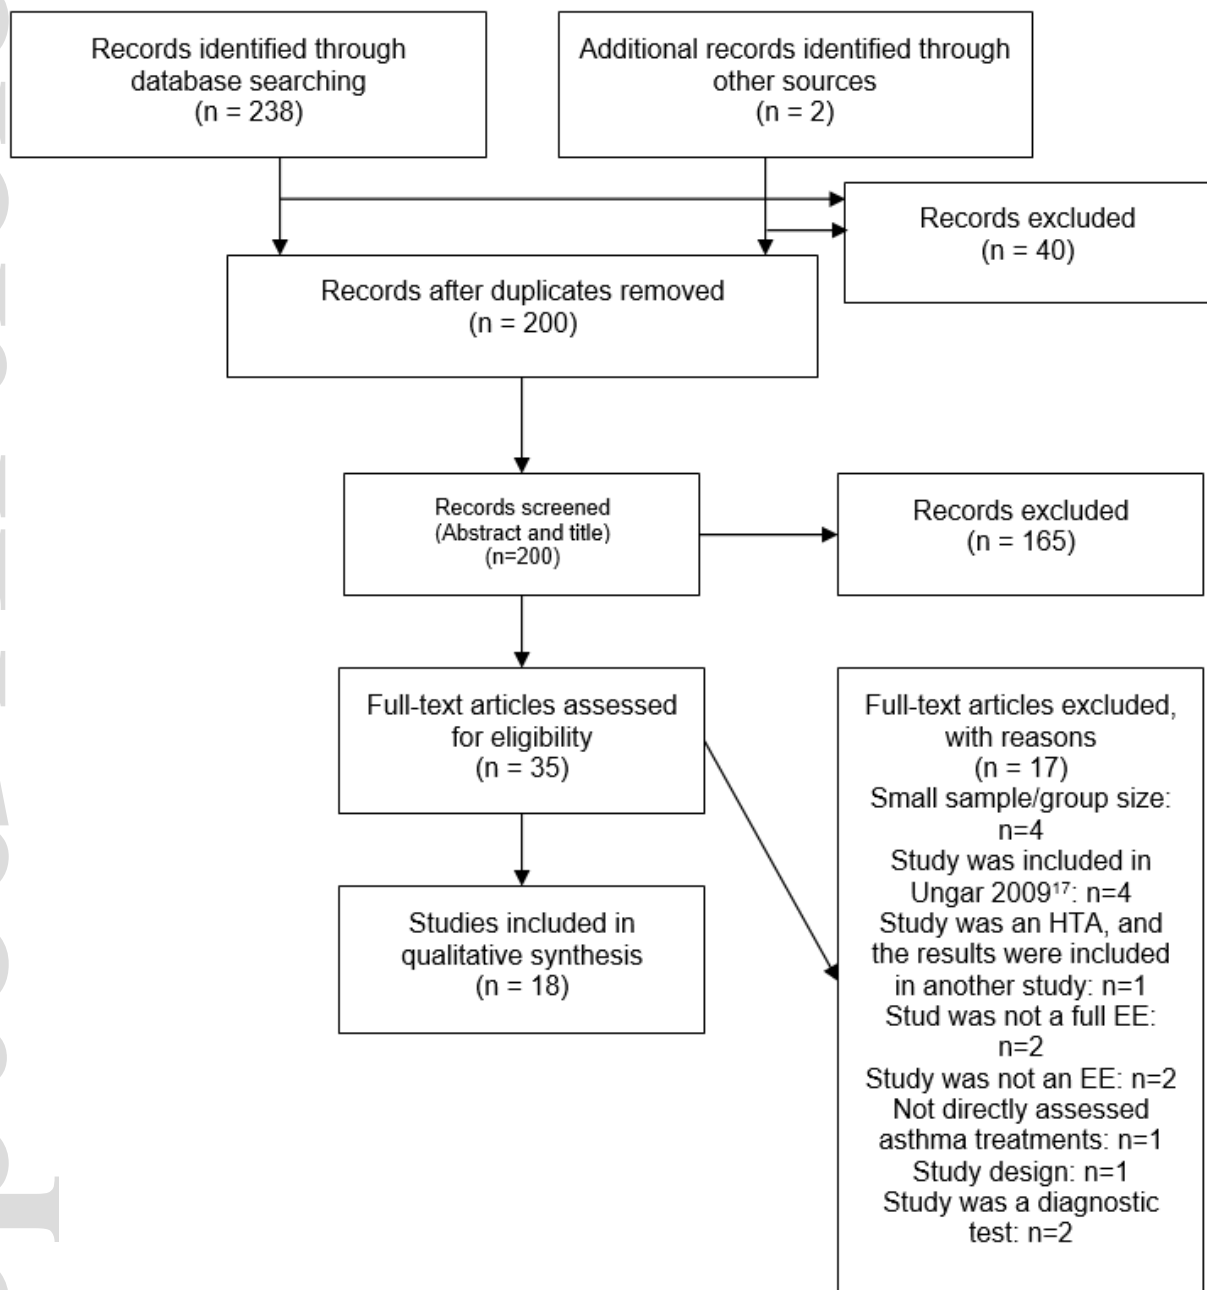 Records identified through
database searching
(n = 238)
Additional records identified through
other sources
(n = 2)
Records excluded
(n = 40)
Records after duplicates removed
(n = 200)
Records screened
(Abstract and title)
(n=200)
Records excluded
(n = 165)
Full-text articles assessed
for eligibility
(n = 35)
Full-text articles excluded,
with reasons
(n = 17)
Small sample/group size:
n=4
Study was included in
Ungar 2009¹⁷: n=4
Study was an HTA, and
the results were included
in another study: n=1
Stud was not a full EE:
n=2
Study was not an EE: n=2
Not directly assessed
asthma treatments: n=1
Study design: n=1
Study was a diagnostic
test: n=2
Studies included in
qualitative synthesis
(n = 18)